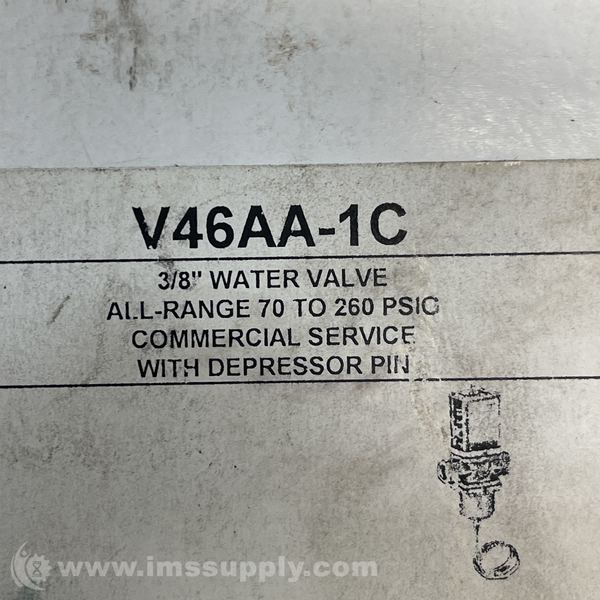 V46AA-1C
3/8" WATER VALVE
ALL-RANGE 70 TO 260 PSIG
COMMERCIAL SERVICE
WITH DEPRESSOR PIN
www.imssupply.com